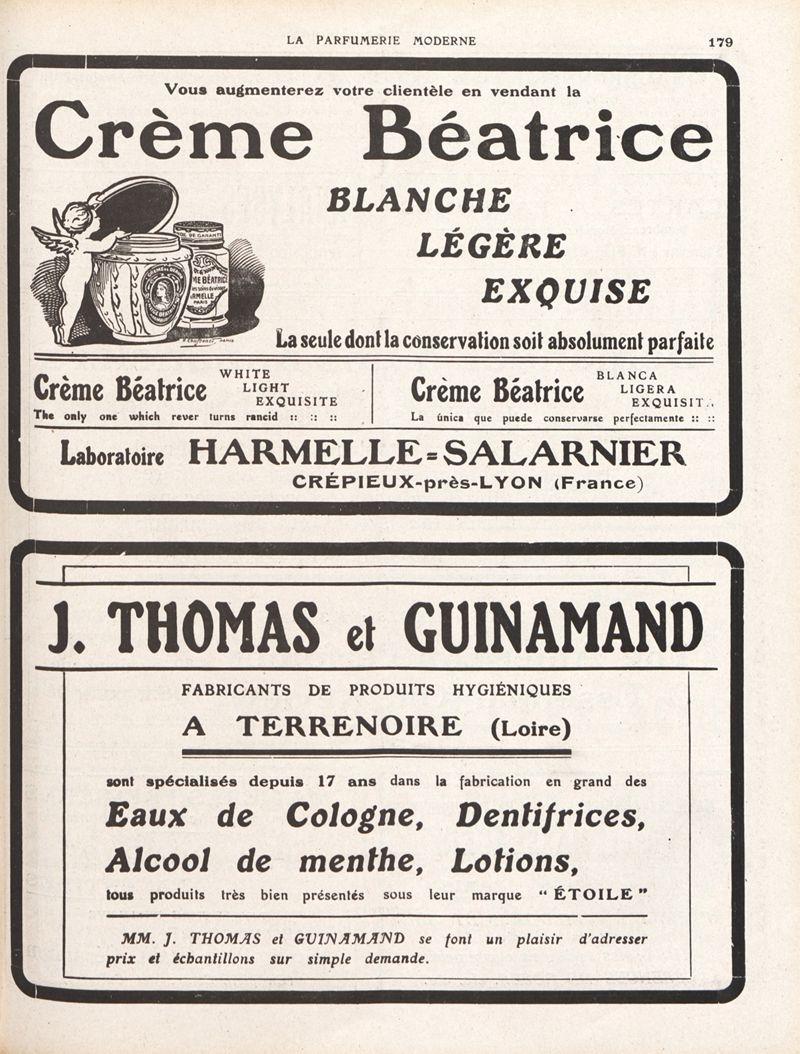 LA PARFUMERIE MODERNE
179
Vous augmenterez votre clientèle en vendant la
Crème Béatrice
BLANCHE
LÉGÈRE
EXQUISE
La seule dont la conservation soit absolument parfaite
Crème Béatrice
WHITE
LIGHT
EXQUISITE
The only one which rever turns rancid :: :: ::
Crème Béatrice
BLANCA
LIGERA
EXQUISIT
La única que puede conservarse perfectamente :: ::
Laboratoire HARMELLE=SALARNIER
CRÉPIEUX-près-LYON (France)
J. THOMAS et GUINAMAND
FABRICANTS DE PRODUITS HYGIÉNIQUES
A TERRENOIRE (Loire)
sont spécialisés depuis 17 ans dans la fabrication en grand des
Eaux de Cologne, Dentifrices,
Alcool de menthe, Lotions,
tous produits très bien présentés sous leur marque “ ÉTOILE ”
MM. J. THOMAS et GUINAMAND se font un plaisir d'adresser
prix et échantillons sur simple demande.